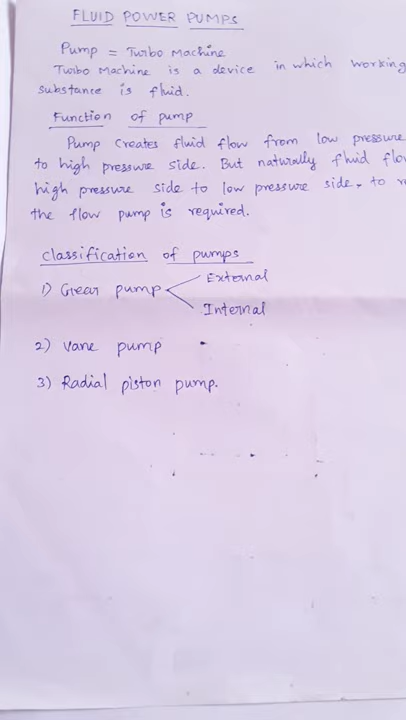 FLUID POWER PUMPS
Pump = Turbo Machine
Turbo Machine is a device in which working
substance is fluid.
Function of pump
Pump creates fluid flow from low pressure
to high pressure side. But naturally fluid
high pressure side to low pressure side. to
the flow pump is required.
Classification of pumps
1) Gear pump
External
Internal
2) Vane pump
3) Radial piston pump.